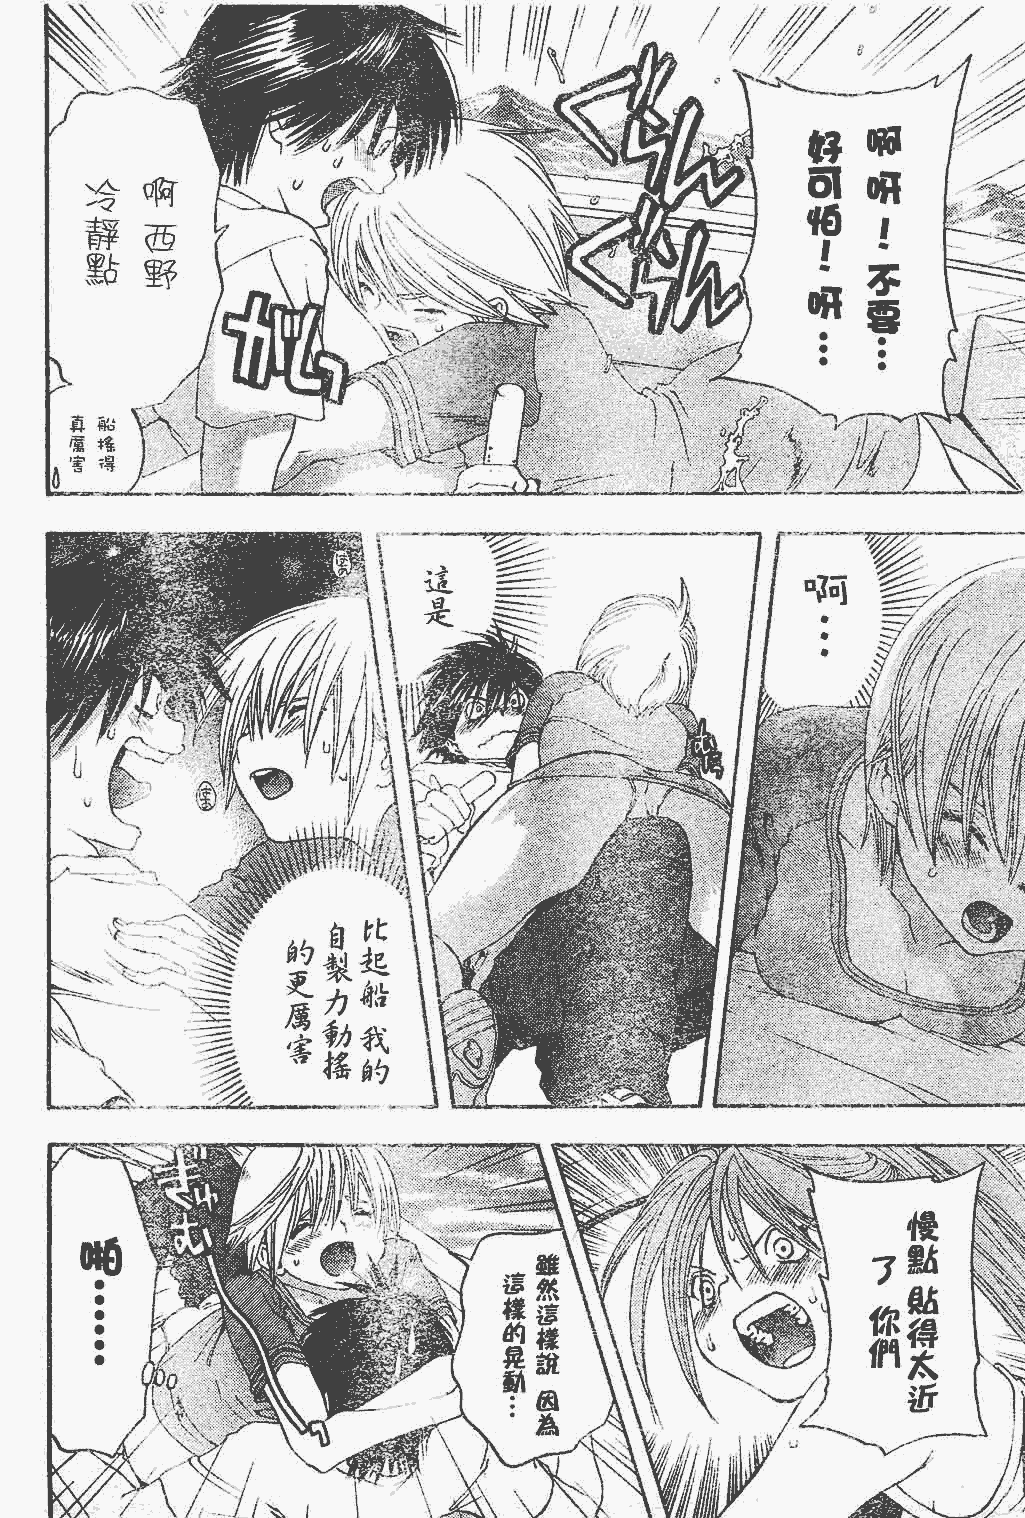 啊呀！不要…
好可怕！呀…
ぐらん
ぐらん
啊 西野
冷靜點
ガしっ
船搖得
真厲害
啊……
這是
比起船 我的
自製力動搖
的更厲害
慢點 貼得太近
了 你們
雖然這樣說 因為
這樣的晃動…
ぎゅむ
啪……